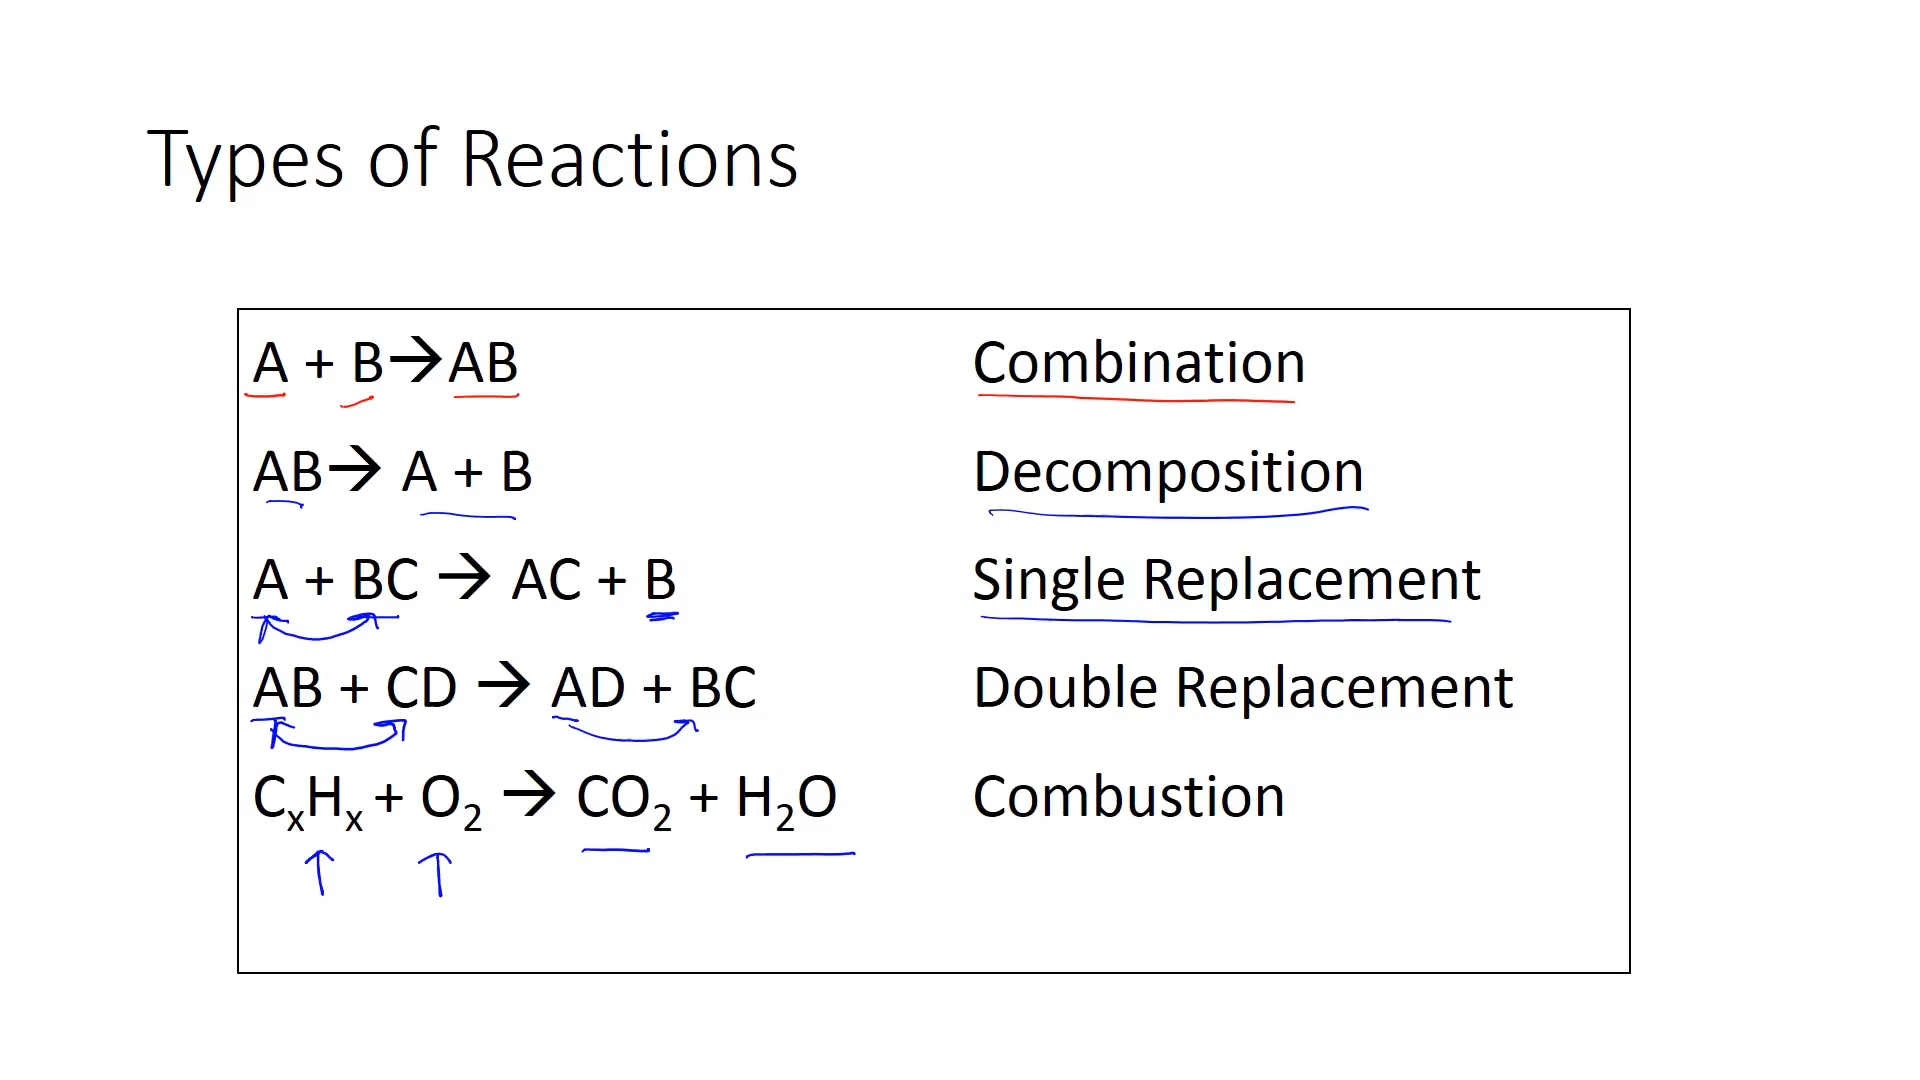 Types of Reactions
A + B→AB Combination
AB→ A + B Decomposition
A + BC → AC + B Single Replacement
AB + CD → AD + BC Double Replacement
CₓHₓ + O₂ → CO₂ + H₂O Combustion